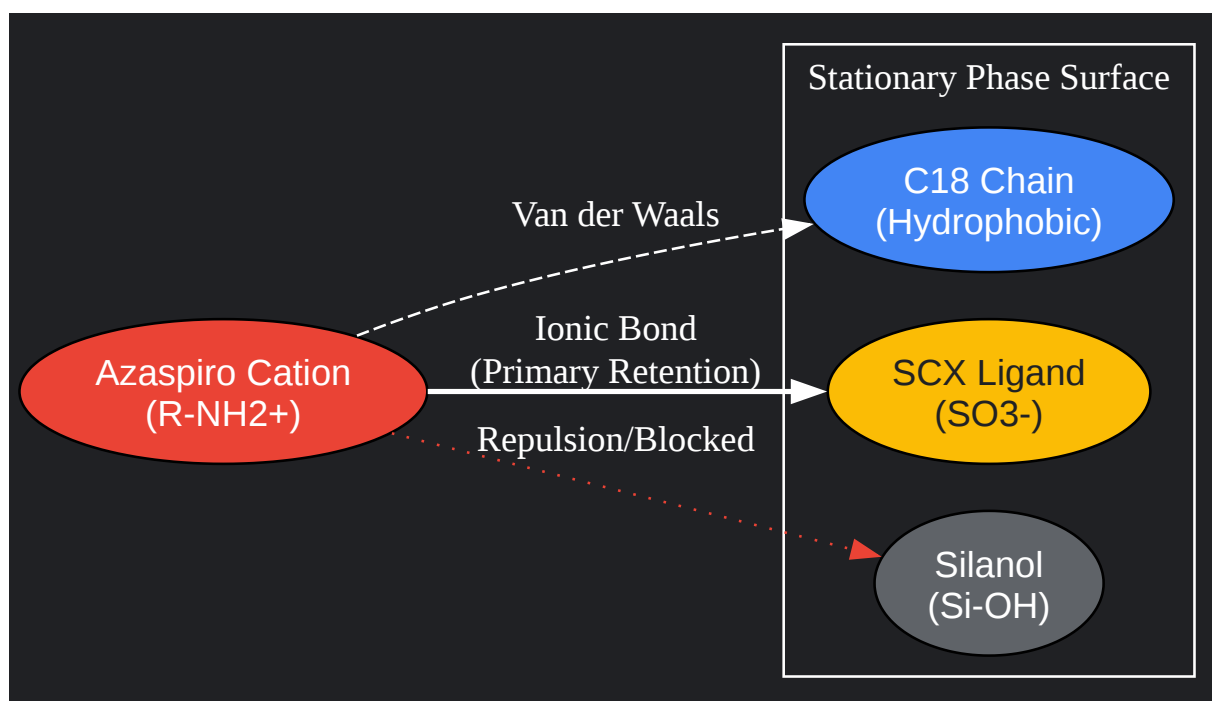 Stationary Phase Surface
C18 Chain
(Hydrophobic)
Van der Waals
Ionic Bond
(Primary Retention)
Azaspiro Cation
(R-NH2+)
SCX Ligand
(SO3-)
Repulsion/Blocked
Silanol
(Si-OH)